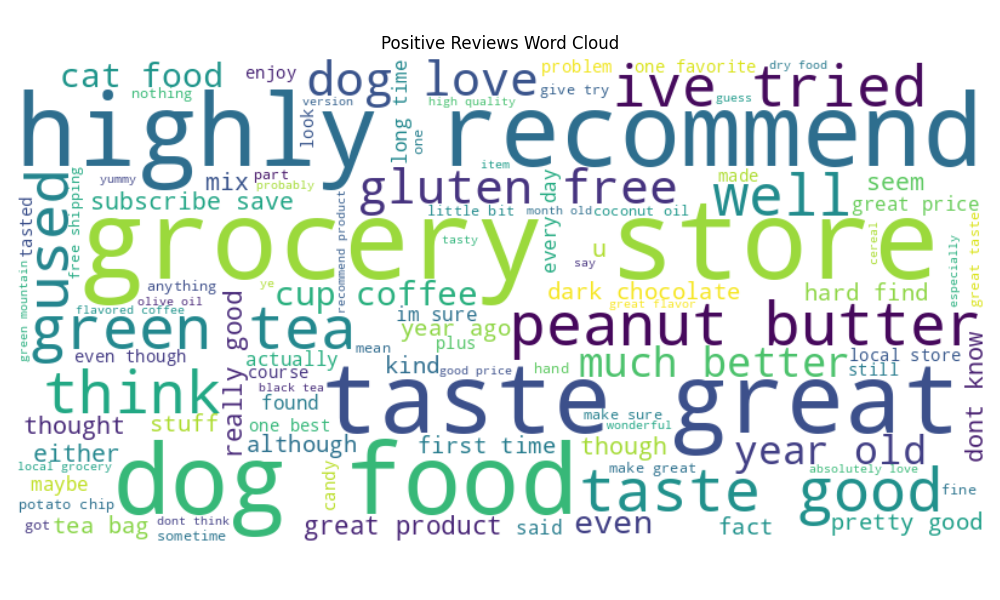 Positive Reviews Word Cloud
cat food
enjoy
dog love
long time
problem
one favorite
dry food
nothing
version
look
one
high quality
give try
ive tried
guess
highly recommend
yummy
mix
part
probably
item
made
seem
tasted
used
free shipping
subscribe save
recommend product
gluten free
little bit
month old
coconut oil
every day
well
great price
grocery store
tasty
u
say
cereal
especially
great taste
green mountain
anything
ye
olive oil
flavored coffee
cup coffee
dark chocolate
great flavor
hard find
green tea
really good
im sure
year ago
plus
peanut butter
even though
actually
mean
kind
good price
hand
much better
local store
still
dont know
think
course
black tea
found
taste great
make sure
wonderful
thought
stuff
one best
although
first time
though
year old
either
local grocery
maybe
candy
dog food
make great
absolutely love
potato chip
taste good
fine
got
tea bag
dont think
sometime
great product
said
even
fact
pretty good